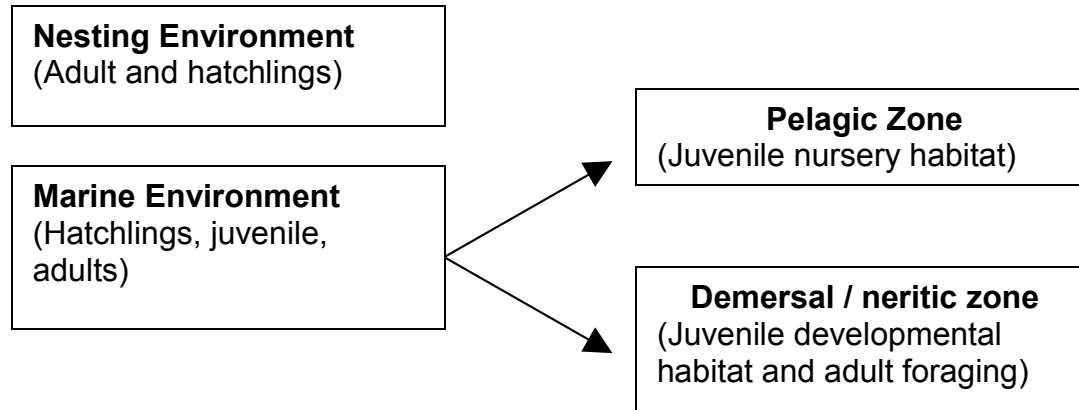 Nesting Environment
(Adult and hatchlings)
Marine Environment
(Hatchlings, juvenile,
adults)
Pelagic Zone
(Juvenile nursery habitat)
Demersal / neritic zone
(Juvenile developmental
habitat and adult foraging)